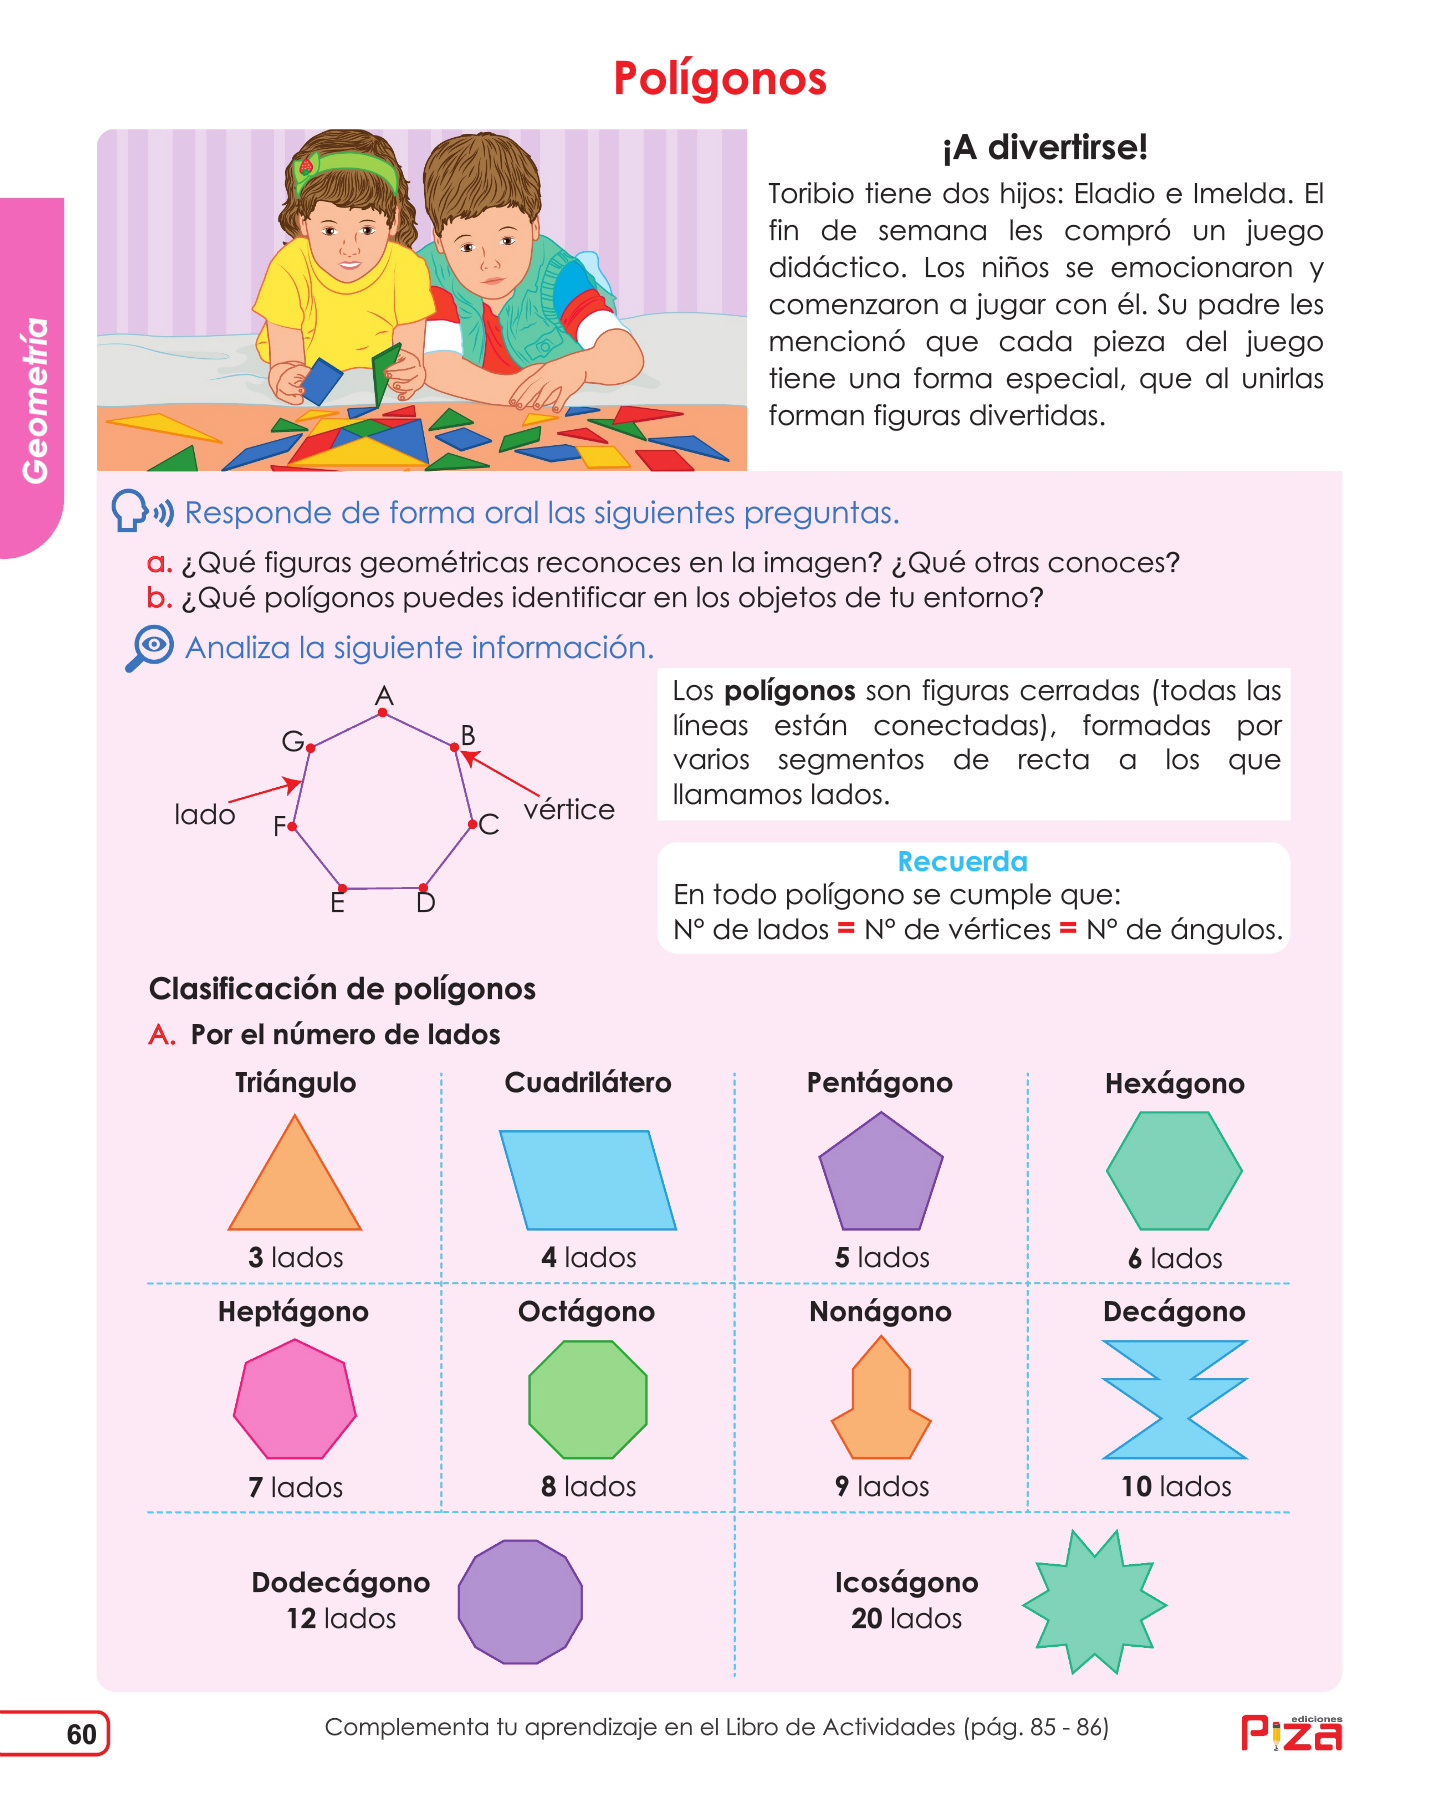 Polígonos
¡A divertirse!
Toribio tiene dos hijos: Eladio e Imelda. El
fin de semana les compró un juego
didáctico. Los niños se emocionaron y
comenzaron a jugar con él. Su padre les
mencionó que cada pieza del juego
tiene una forma especial, que al unirlas
forman figuras divertidas.
Geometría
Responde de forma oral las siguientes preguntas.
a. ¿Qué figuras geométricas reconoces en la imagen? ¿Qué otras conoces?
b. ¿Qué polígonos puedes identificar en los objetos de tu entorno?
Analiza la siguiente información.
A
G
B
lado
vértice
F
C
E
D
Los polígonos son figuras cerradas (todas las
líneas están conectadas), formadas por
varios segmentos de recta a los que
llamamos lados.
Recuerda
En todo polígono se cumple que:
N° de lados = N° de vértices = N° de ángulos.
Clasificación de polígonos
A. Por el número de lados
Triángulo
3 lados
Cuadrilátero
4 lados
Pentágono
5 lados
Hexágono
6 lados
Heptágono
7 lados
Octágono
8 lados
Nonágono
9 lados
Decágono
10 lados
Dodecágono
12 lados
Icoságono
20 lados
60
Complementa tu aprendizaje en el Libro de Actividades (pág. 85 - 86)
ediciones
Piza